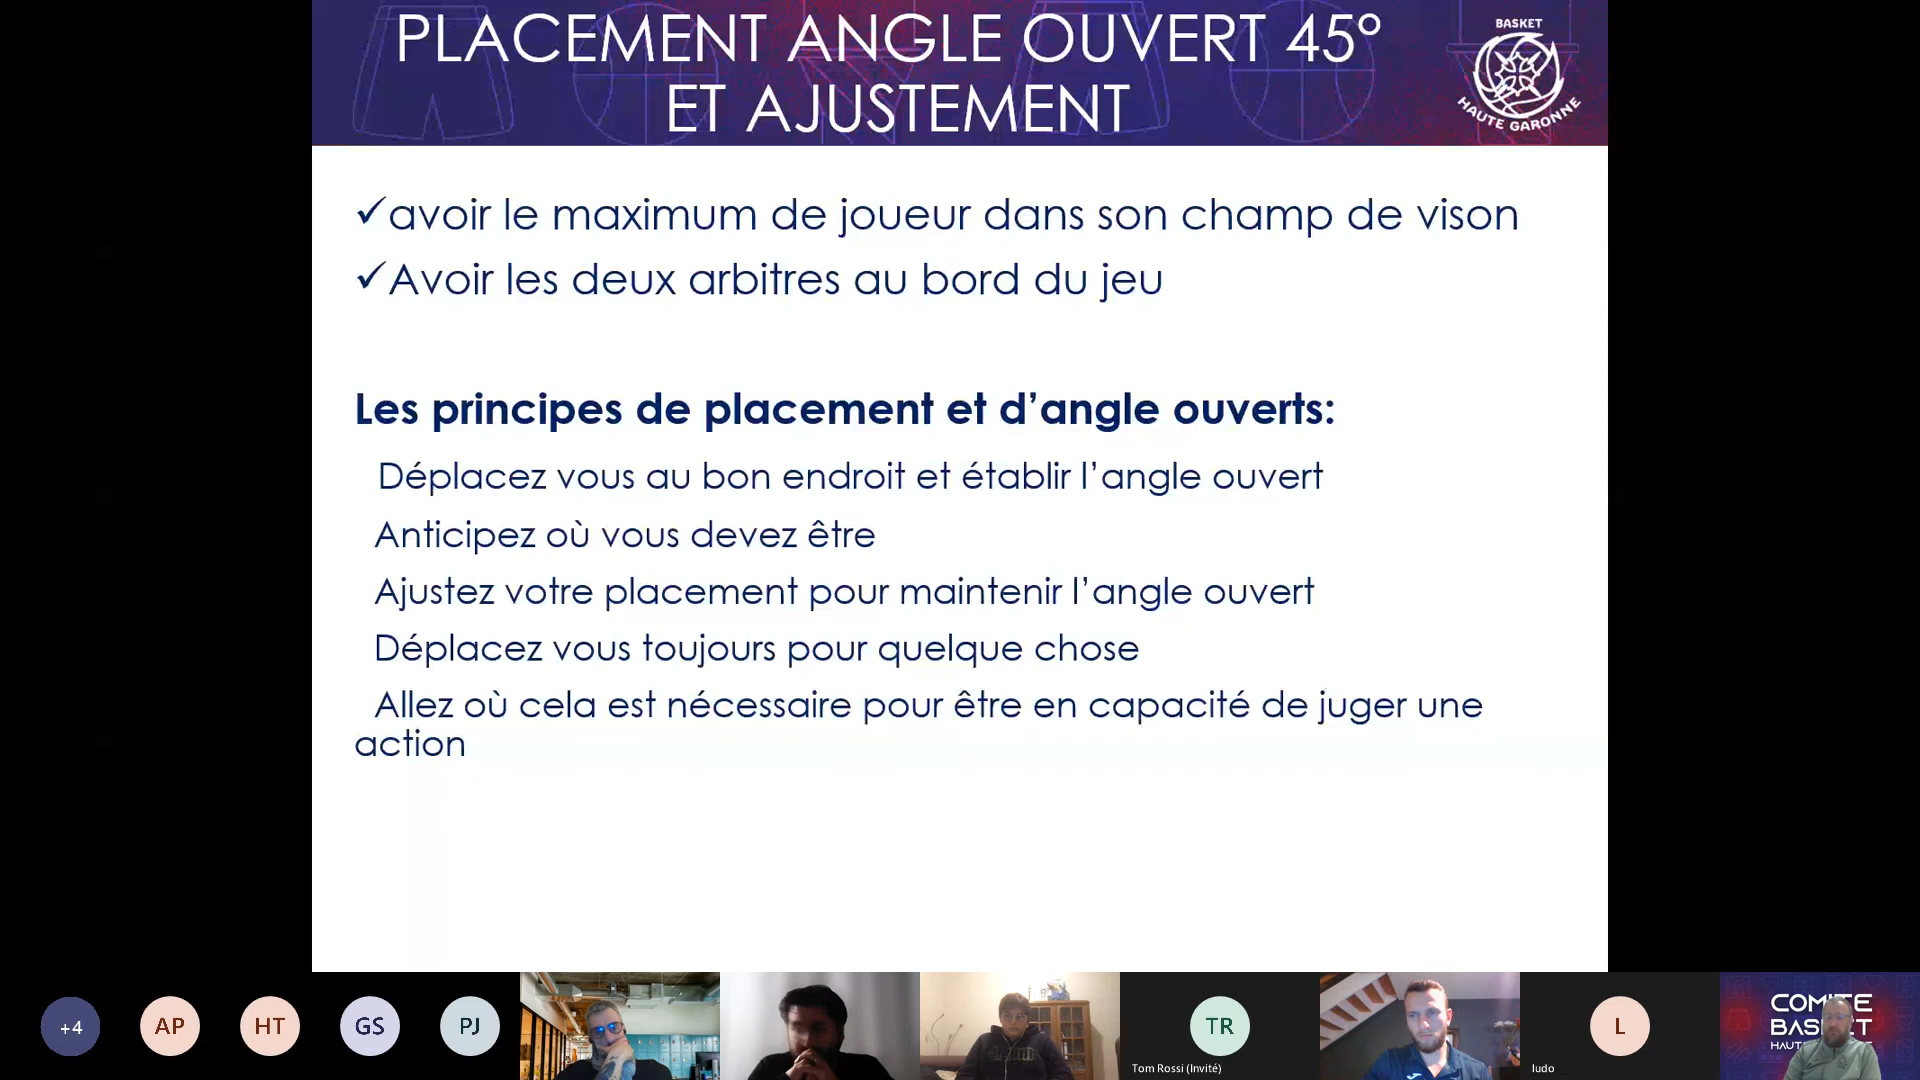 PLACEMENT ANGLE OUVERT 45°
ET AJUSTEMENT
BASKET
HAUTE GARONNE
✓avoir le maximum de joueur dans son champ de vison
✓Avoir les deux arbitres au bord du jeu
Les principes de placement et d’angle ouverts:
Déplacez vous au bon endroit et établir l’angle ouvert
Anticipez où vous devez être
Ajustez votre placement pour maintenir l’angle ouvert
Déplacez vous toujours pour quelque chose
Allez où cela est nécessaire pour être en capacité de juger une
action
+4
AP
HT
GS
PJ
TR
Tom Rossi (Invité)
L
ludo
COMITE